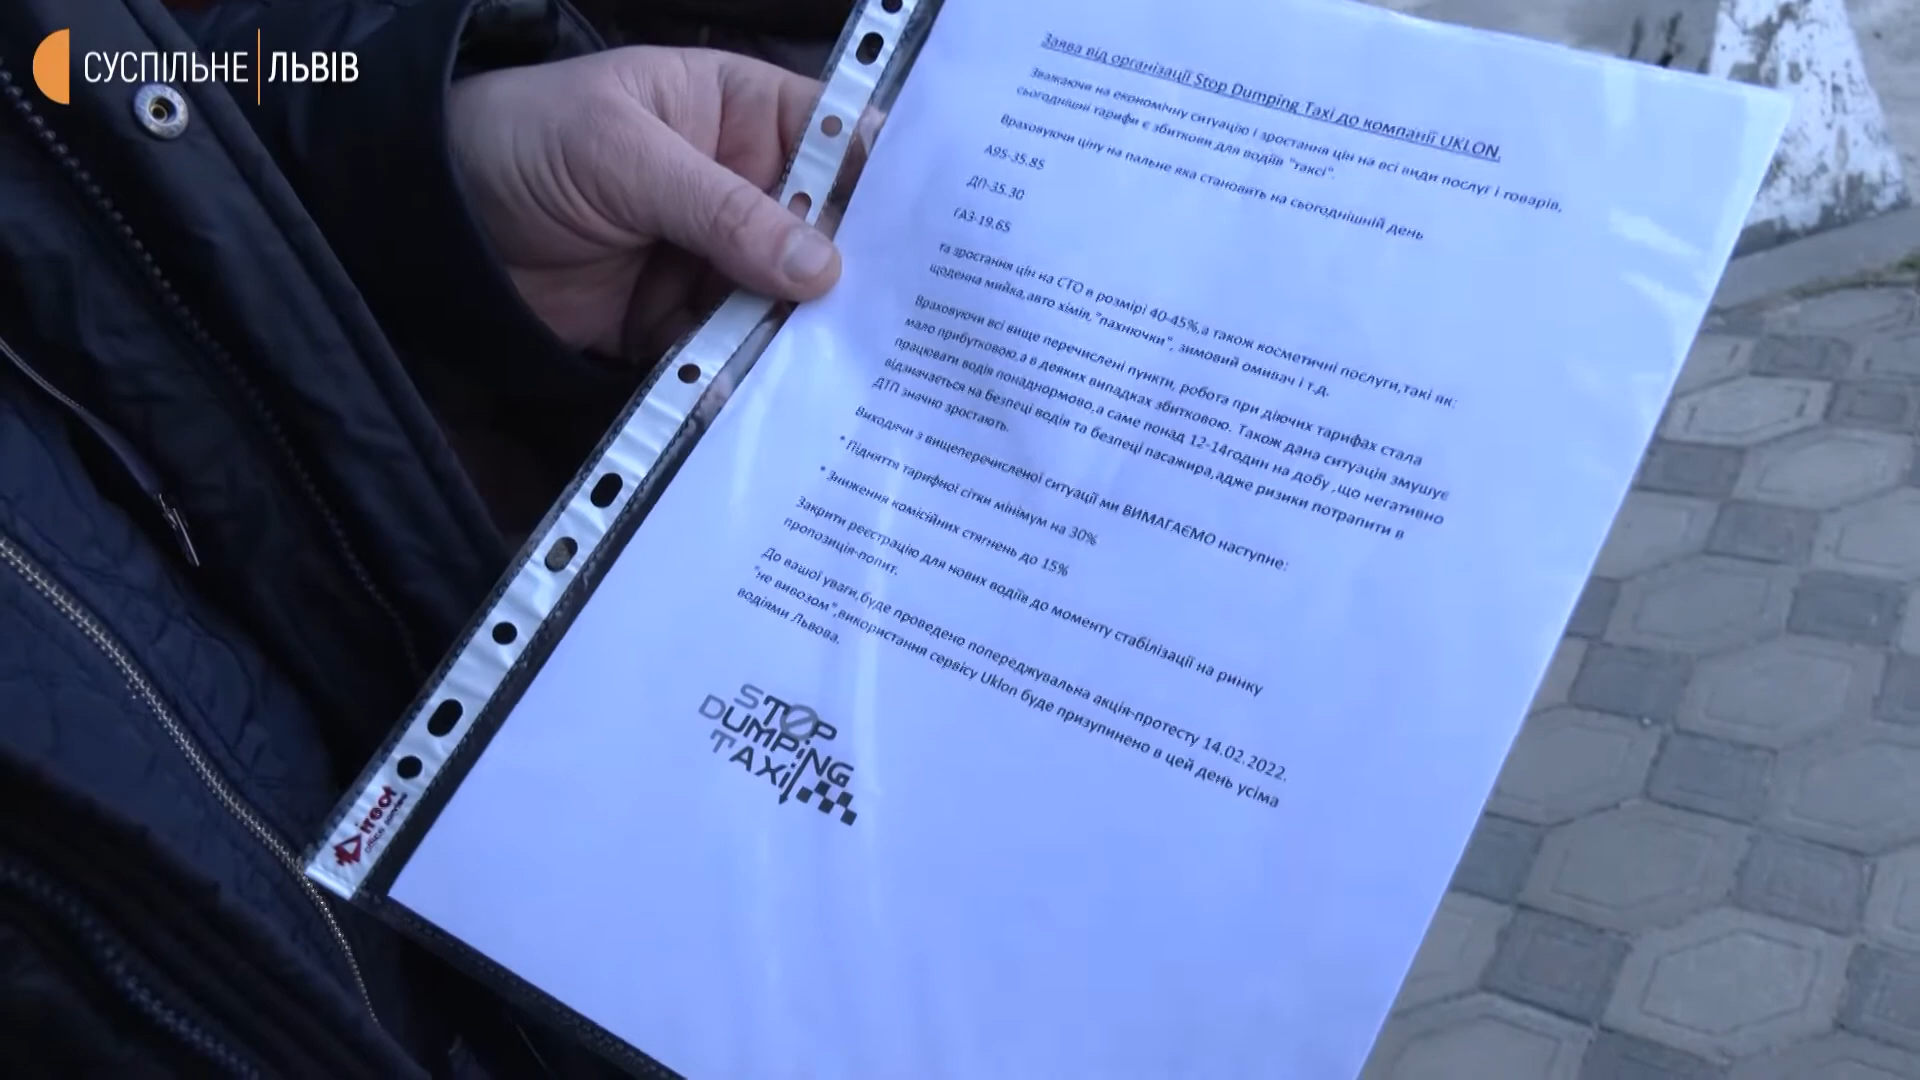 СУСПІЛЬНЕ ЛЬВІВ
Заява від організації Stop Dumping Taxi до компанії UKLON.
Зважаючи на економічну ситуацію і зростання цін на всі види послуг і товарів,
сьогоднішні тарифи є збиткови для водіїв "таксі".
Враховуючи ціну на пальне яка становить на сьогоднішній день
А95-35.85
ДП-35.30
ГАЗ-19.65
та зростання цін на СТО в розмірі 40-45%,а також косметичні послуги,такі як:
щоденна мийка,авто хімія,"пахнючки", зимовий омивач і т.д.
Враховуючи всі вище перечислені пункти, робота при діючих тарифах стала
мало прибутковою,а в деяких випадках збитковою. Також дана ситуація змушує
працювати водія понаднормово,а саме понад 12-14годин на добу ,що негативно
відзначається на безпеці водія та безпеці пасажира,адже ризики потрапити в
ДТП значно зростають.
Виходячи з вищеперечисленої ситуації ми ВИМАГАЄМО наступне:
* Підняття тарифної сітки мінімум на 30%
* Зниження комісійних стягнень до 15%
Закрити реєстрацію для нових водіїв до моменту стабілізації на ринку
пропозиція-попит.
До вашої уваги,буде проведено попереджувальна акція-протесту 14.02.2022.
"не вивозом",використання сервісу Uklon буде призупинено в цей день усіма
водіями Львова.
STOP
DUMPING
TAXI